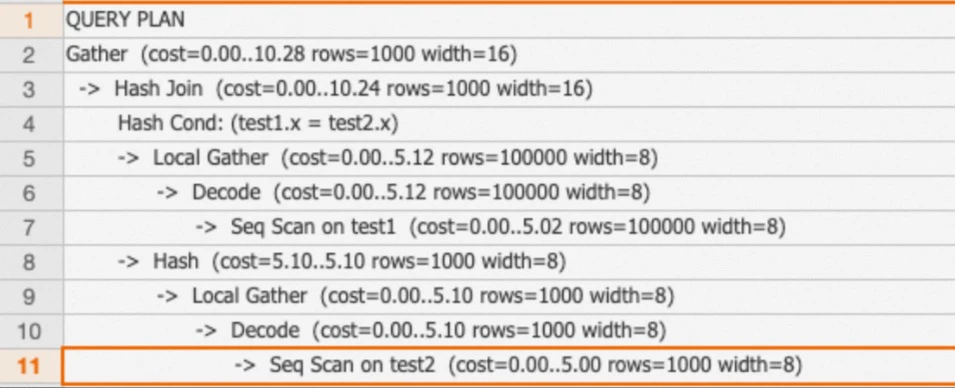 1 QUERY PLAN
2 Gather (cost=0.00..10.28 rows=1000 width=16)
3 -> Hash Join (cost=0.00..10.24 rows=1000 width=16)
4 Hash Cond: (test1.x = test2.x)
5 -> Local Gather (cost=0.00..5.12 rows=100000 width=8)
6 -> Decode (cost=0.00..5.12 rows=100000 width=8)
7 -> Seq Scan on test1 (cost=0.00..5.02 rows=100000 width=8)
8 -> Hash (cost=5.10..5.10 rows=1000 width=8)
9 -> Local Gather (cost=0.00..5.10 rows=1000 width=8)
10 -> Decode (cost=0.00..5.10 rows=1000 width=8)
11 -> Seq Scan on test2 (cost=0.00..5.00 rows=1000 width=8)